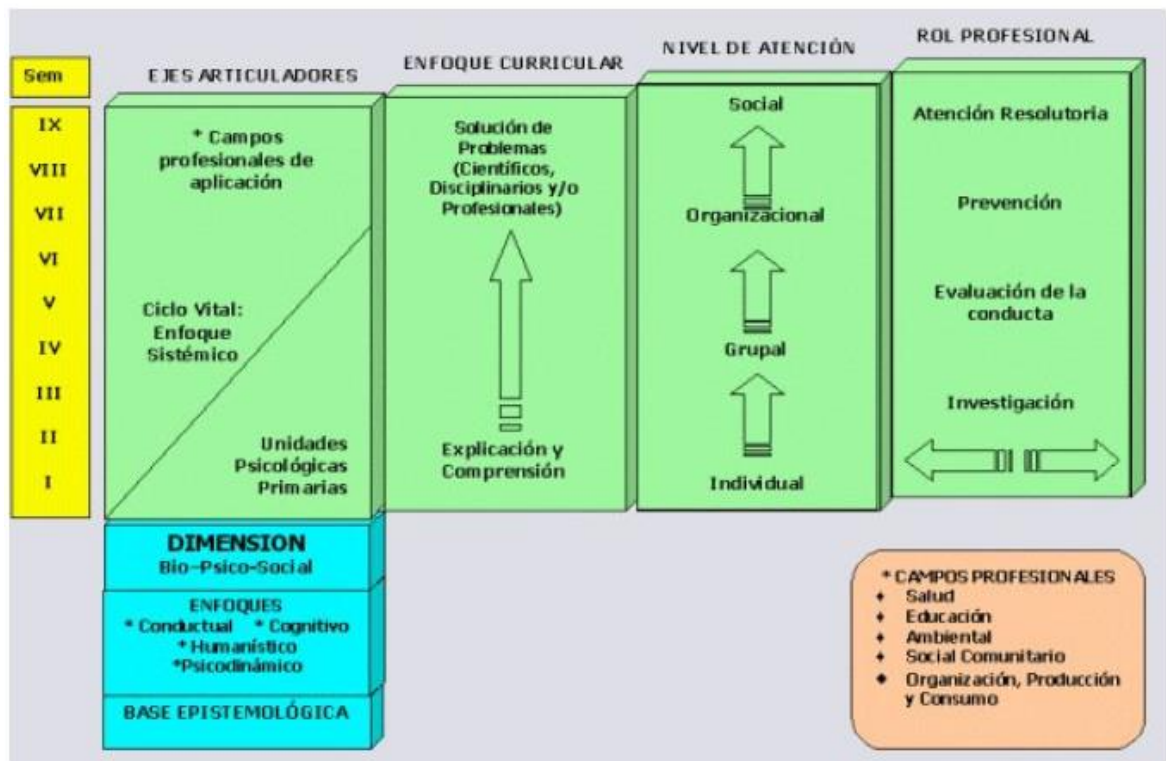 Sem
IX
VIII
VII
VI
V
IV
III
II
I
EJES ARTICULADORES
* Campos
profesionales de
aplicación
Ciclo Vital:
Enfoque
Sistémico
Unidades
Psicológicas
Primarias
DIMENSION
Bio-Psico-Social
ENFOQUES
* Conductual * Cognitivo
* Humanístico
*Psicodinámico
BASE EPISTEMOLÓGICA
ENFOQUE CURRICULAR
Solución de
Problemas
(Científicos,
Disciplinarios y/o
Profesionales)
Explicación y
Comprensión
NIVEL DE ATENCIÓN
Social
Organizacional
Grupal
Individual
ROL PROFESIONAL
Atención Resolutoria
Prevención
Evaluación de la
conducta
Investigación
* CAMPOS PROFESIONALES
Salud
Educación
Ambiental
Social Comunitario
Organización, Producción
y Consumo